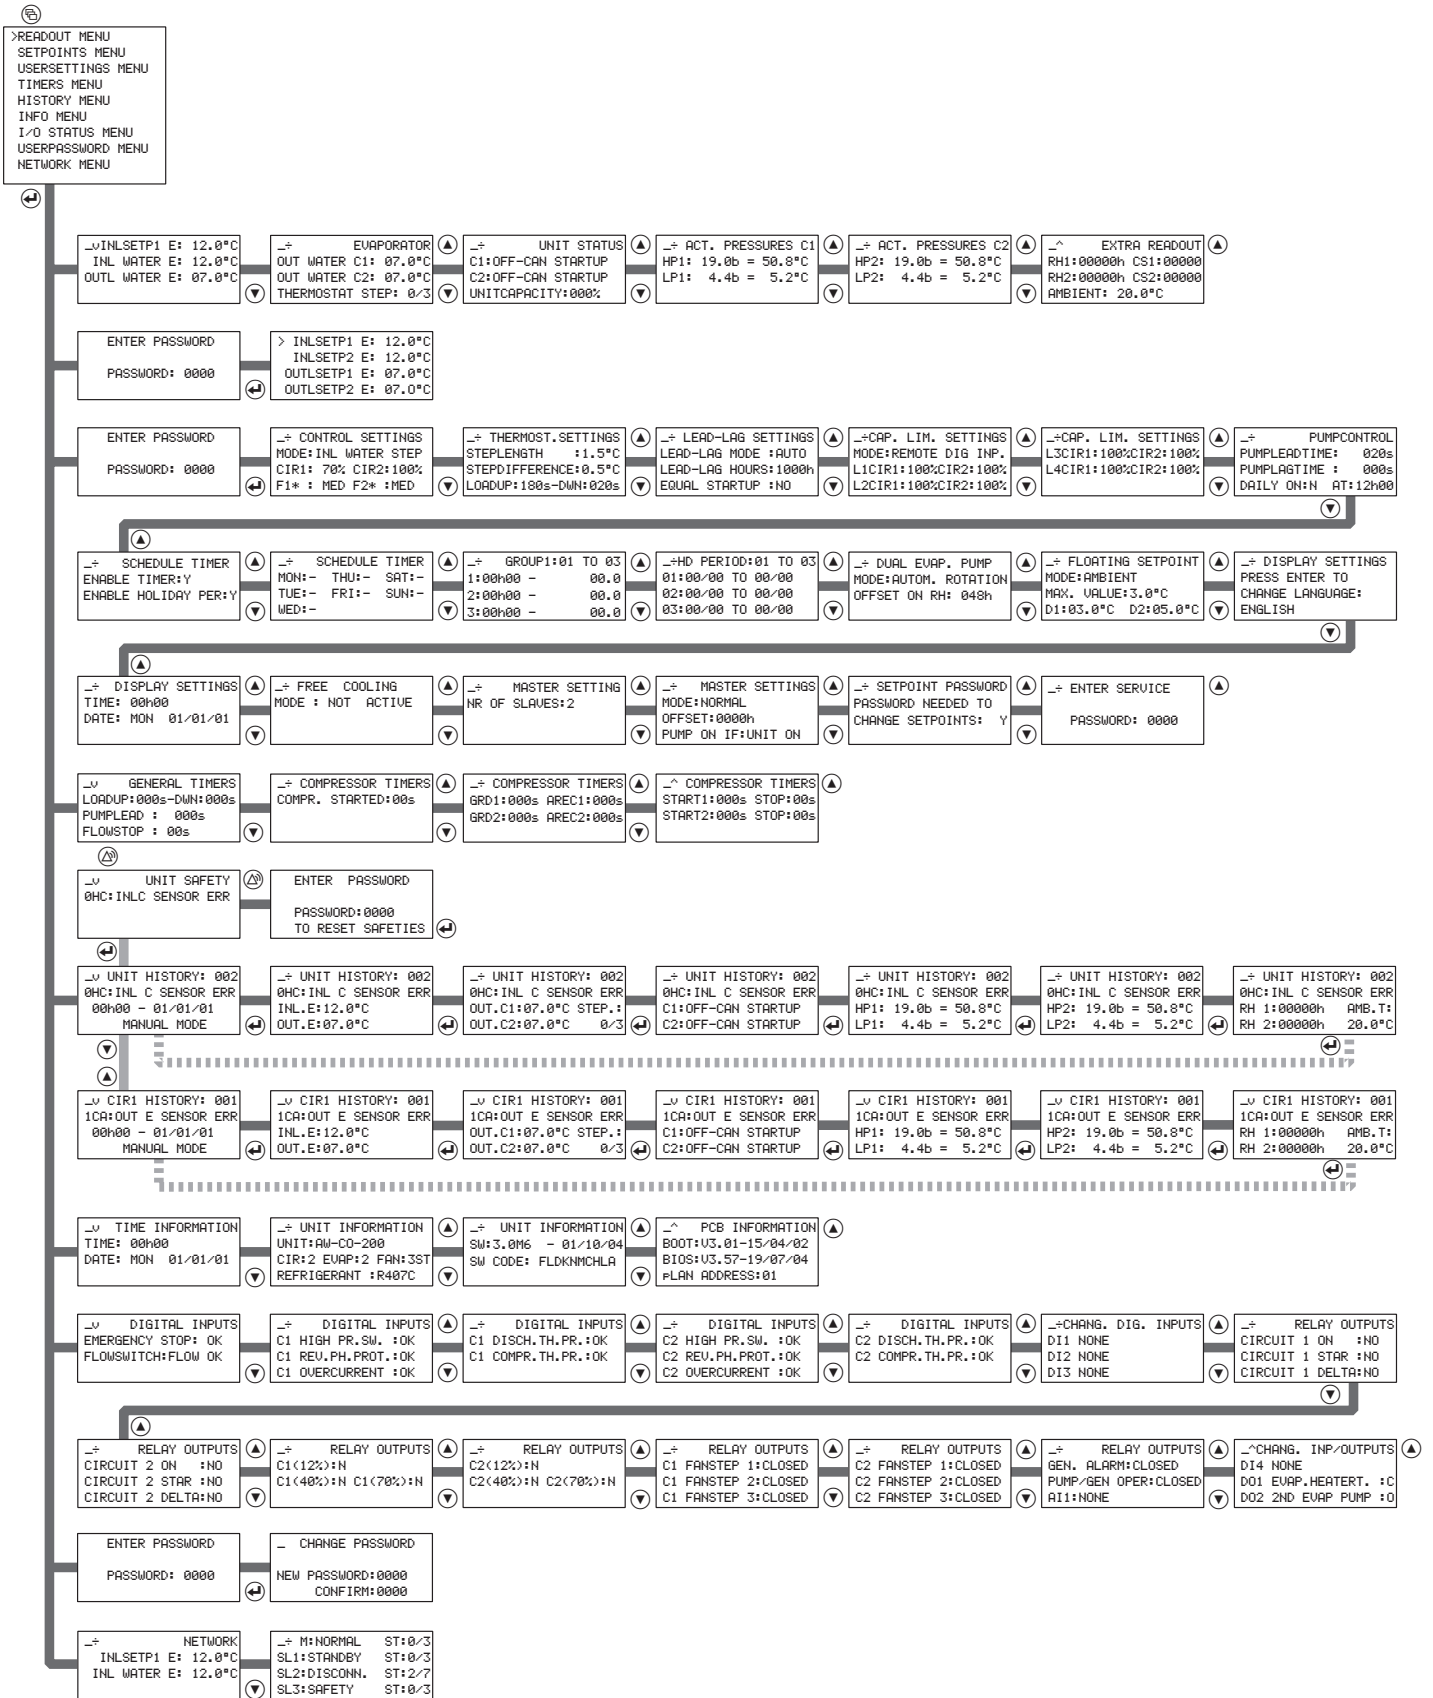 >READOUT MENU
SETPOINTS MENU
USERSETTINGS MENU
TIMERS MENU
HISTORY MENU
INFO MENU
I/O STATUS MENU
USERPASSWORD MENU
NETWORK MENU
_vINLSETP1 E: 12.0°C
INL WATER E: 12.0°C
OUTL WATER E: 07.0°C
_÷ EVAPORATOR
OUT WATER C1: 07.0°C
OUT WATER C2: 07.0°C
THERMOSTAT STEP: 0/3
_÷ UNIT STATUS
C1:OFF-CAN STARTUP
C2:OFF-CAN STARTUP
UNITCAPACITY:000%
_÷ ACT. PRESSURES C1
HP1: 19.0b = 50.8°C
LP1: 4.4b = 5.2°C
_÷ ACT. PRESSURES C2
HP2: 19.0b = 50.8°C
LP2: 4.4b = 5.2°C
_^ EXTRA READOUT
RH1:00000h CS1:00000
RH2:00000h CS2:00000
AMBIENT: 20.0°C
ENTER PASSWORD
PASSWORD: 0000
> INLSETP1 E: 12.0°C
INLSETP2 E: 12.0°C
OUTLSETP1 E: 07.0°C
OUTLSETP2 E: 07.0°C
ENTER PASSWORD
PASSWORD: 0000
_÷ CONTROL SETTINGS
MODE:INL WATER STEP
CIR1: 70% CIR2:100%
F1* : MED F2* :MED
_÷ THERMOST.SETTINGS
STEPLENGTH :1.5°C
STEPDIFFERENCE:0.5°C
LOADUP:180s-DWN:020s
_÷ LEAD-LAG SETTINGS
LEAD-LAG MODE :AUTO
LEAD-LAG HOURS:1000h
EQUAL STARTUP :NO
_÷CAP. LIM. SETTINGS
MODE:REMOTE DIG INP.
L1CIR1:100%CIR2:100%
L2CIR1:100%CIR2:100%
_÷CAP. LIM. SETTINGS
L3CIR1:100%CIR2:100%
L4CIR1:100%CIR2:100%
_÷ PUMPCONTROL
PUMPLEADTIME: 020s
PUMPLAGTIME : 000s
DAILY ON:N AT:12h00
_÷ SCHEDULE TIMER
ENABLE TIMER:Y
ENABLE HOLIDAY PER:Y
_÷ SCHEDULE TIMER
MON:- THU:- SAT:-
TUE:- FRI:- SUN:-
WED:-
_÷ GROUP1:01 TO 03
1:00h00 - 00.0
2:00h00 - 00.0
3:00h00 - 00.0
_÷HD PERIOD:01 TO 03
01:00/00 TO 00/00
02:00/00 TO 00/00
03:00/00 TO 00/00
_÷ DUAL EVAP. PUMP
MODE:AUTOM. ROTATION
OFFSET ON RH: 048h
_÷ FLOATING SETPOINT
MODE:AMBIENT
MAX. VALUE:3.0°C
D1:03.0°C D2:05.0°C
_÷ DISPLAY SETTINGS
PRESS ENTER TO
CHANGE LANGUAGE:
ENGLISH
_÷ DISPLAY SETTINGS
TIME: 00h00
DATE: MON 01/01/01
_÷ FREE COOLING
MODE : NOT ACTIVE
_÷ MASTER SETTING
NR OF SLAVES:2
_÷ MASTER SETTINGS
MODE:NORMAL
OFFSET:0000h
PUMP ON IF:UNIT ON
_÷ SETPOINT PASSWORD
PASSWORD NEEDED TO
CHANGE SETPOINTS: Y
_÷ ENTER SERVICE
PASSWORD: 0000
_v GENERAL TIMERS
LOADUP:000s-DWN:000s
PUMPLEAD : 000s
FLOWSTOP : 00s
_÷ COMPRESSOR TIMERS
COMPR. STARTED:00s
_÷ COMPRESSOR TIMERS
GRD1:000s AREC1:000s
GRD2:000s AREC2:000s
_^ COMPRESSOR TIMERS
START1:000s STOP:00s
START2:000s STOP:00s
_v UNIT SAFETY
0HC:INLC SENSOR ERR
ENTER PASSWORD
PASSWORD:0000
TO RESET SAFETIES
_v UNIT HISTORY: 002
0HC:INL C SENSOR ERR
00h00 - 01/01/01
MANUAL MODE
_÷ UNIT HISTORY: 002
0HC:INL C SENSOR ERR
INL.E:12.0°C
OUT.E:07.0°C
_÷ UNIT HISTORY: 002
0HC:INL C SENSOR ERR
OUT.C1:07.0°C STEP.:
OUT.C2:07.0°C 0/3
_÷ UNIT HISTORY: 002
0HC:INL C SENSOR ERR
C1:OFF-CAN STARTUP
C2:OFF-CAN STARTUP
_÷ UNIT HISTORY: 002
0HC:INL C SENSOR ERR
HP1: 19.0b = 50.8°C
LP1: 4.4b = 5.2°C
_÷ UNIT HISTORY: 002
0HC:INL C SENSOR ERR
HP2: 19.0b = 50.8°C
LP2: 4.4b = 5.2°C
_÷ UNIT HISTORY: 002
0HC:INL C SENSOR ERR
RH 1:00000h AMB.T:
RH 2:00000h 20.0°C
_v CIR1 HISTORY: 001
1CA:OUT E SENSOR ERR
00h00 - 01/01/01
MANUAL MODE
_v CIR1 HISTORY: 001
1CA:OUT E SENSOR ERR
INL.E:12.0°C
OUT.E:07.0°C
_v CIR1 HISTORY: 001
1CA:OUT E SENSOR ERR
OUT.C1:07.0°C STEP.:
OUT.C2:07.0°C 0/3
_v CIR1 HISTORY: 001
1CA:OUT E SENSOR ERR
C1:OFF-CAN STARTUP
C2:OFF-CAN STARTUP
_v CIR1 HISTORY: 001
1CA:OUT E SENSOR ERR
HP1: 19.0b = 50.8°C
LP1: 4.4b = 5.2°C
_v CIR1 HISTORY: 001
1CA:OUT E SENSOR ERR
HP2: 19.0b = 50.8°C
LP2: 4.4b = 5.2°C
_v CIR1 HISTORY: 001
1CA:OUT E SENSOR ERR
RH 1:00000h AMB.T:
RH 2:00000h 20.0°C
_v TIME INFORMATION
TIME: 00h00
DATE: MON 01/01/01
_÷ UNIT INFORMATION
UNIT:AW-CO-200
CIR:2 EVAP:2 FAN:3ST
REFRIGERANT :R407C
_÷ UNIT INFORMATION
SW:3.0M6 - 01/10/04
SW CODE: FLDKNMCHLA
_^ PCB INFORMATION
BOOT:V3.01-15/04/02
BIOS:V3.57-19/07/04
pLAN ADDRESS:01
_v DIGITAL INPUTS
EMERGENCY STOP: OK
FLOWSWITCH:FLOW OK
_÷ DIGITAL INPUTS
C1 HIGH PR.SW. :OK
C1 REV.PH.PROT.:OK
C1 OVERCURRENT :OK
_÷ DIGITAL INPUTS
C1 DISCH.TH.PR.:OK
C1 COMPR.TH.PR.:OK
_÷ DIGITAL INPUTS
C2 HIGH PR.SW. :OK
C2 REV.PH.PROT.:OK
C2 OVERCURRENT :OK
_÷ DIGITAL INPUTS
C2 DISCH.TH.PR.:OK
C2 COMPR.TH.PR.:OK
_÷CHANG. DIG. INPUTS
DI1 NONE
DI2 NONE
DI3 NONE
_÷ RELAY OUTPUTS
CIRCUIT 1 ON :NO
CIRCUIT 1 STAR :NO
CIRCUIT 1 DELTA:NO
_÷ RELAY OUTPUTS
CIRCUIT 2 ON :NO
CIRCUIT 2 STAR :NO
CIRCUIT 2 DELTA:NO
_÷ RELAY OUTPUTS
C1(12%):N
C1(40%):N C1(70%):N
_÷ RELAY OUTPUTS
C2(12%):N
C2(40%):N C2(70%):N
_÷ RELAY OUTPUTS
C1 FANSTEP 1:CLOSED
C1 FANSTEP 2:CLOSED
C1 FANSTEP 3:CLOSED
_÷ RELAY OUTPUTS
C2 FANSTEP 1:CLOSED
C2 FANSTEP 2:CLOSED
C2 FANSTEP 3:CLOSED
_÷ RELAY OUTPUTS
GEN. ALARM:CLOSED
PUMP/GEN OPER:CLOSED
AI1:NONE
_^CHANG. INP/OUTPUTS
DI4 NONE
DO1 EVAP.HEATERT. :C
DO2 2ND EVAP PUMP :O
ENTER PASSWORD
PASSWORD: 0000
_ CHANGE PASSWORD
NEW PASSWORD:0000
CONFIRM:0000
_÷ NETWORK
INLSETP1 E: 12.0°C
INL WATER E: 12.0°C
_÷ M:NORMAL ST:0/3
SL1:STANDBY ST:0/3
SL2:DISCONN. ST:2/7
SL3:SAFETY ST:0/3